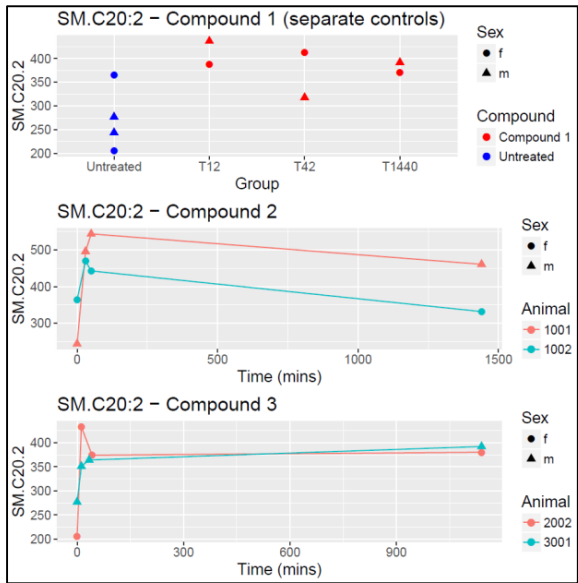 SM.C20:2 − Compound 1 (separate controls)
SM.C20.2
400
350
300
250
200
Untreated
T12
T42
T1440
Group
Sex
f
m
Compound
Compound 1
Untreated
SM.C20:2 − Compound 2
SM.C20.2
500
400
300
0
500
1000
1500
Time (mins)
Sex
f
m
Animal
1001
1002
SM.C20:2 − Compound 3
SM.C20.2
400
350
300
250
200
0
300
600
900
Time (mins)
Sex
f
m
Animal
2002
3001